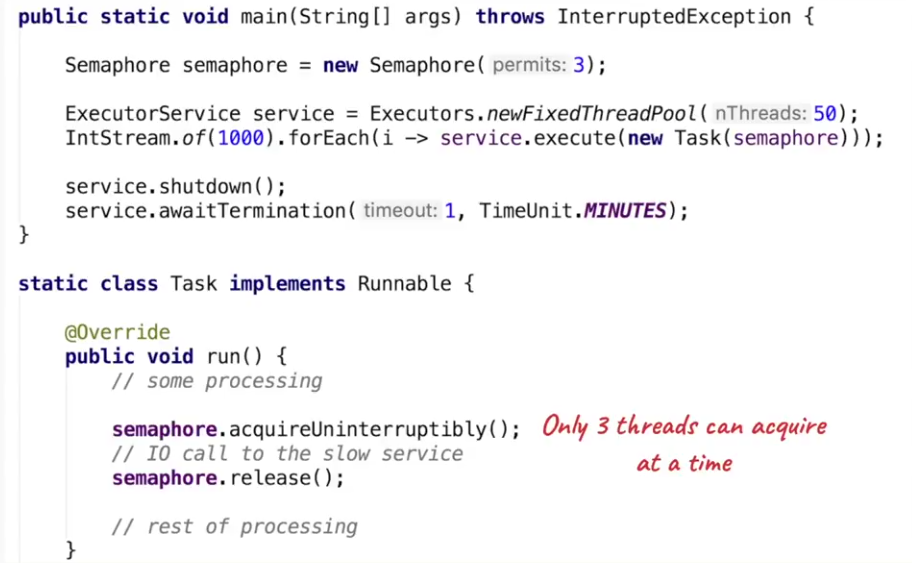 public static void main(String[] args) throws InterruptedException {
Semaphore semaphore = new Semaphore( permits: 3);
ExecutorService service = Executors.newFixedThreadPool( nThreads: 50);
IntStream.of(1000).forEach(i -> service.execute(new Task(semaphore)));
service.shutdown();
service.awaitTermination( timeout: 1, TimeUnit.MINUTES);
}
static class Task implements Runnable {
@Override
public void run() {
// some processing
semaphore.acquireUninterruptibly(); Only 3 threads can acquire
// IO call to the slow service at a time
semaphore.release();
// rest of processing
}